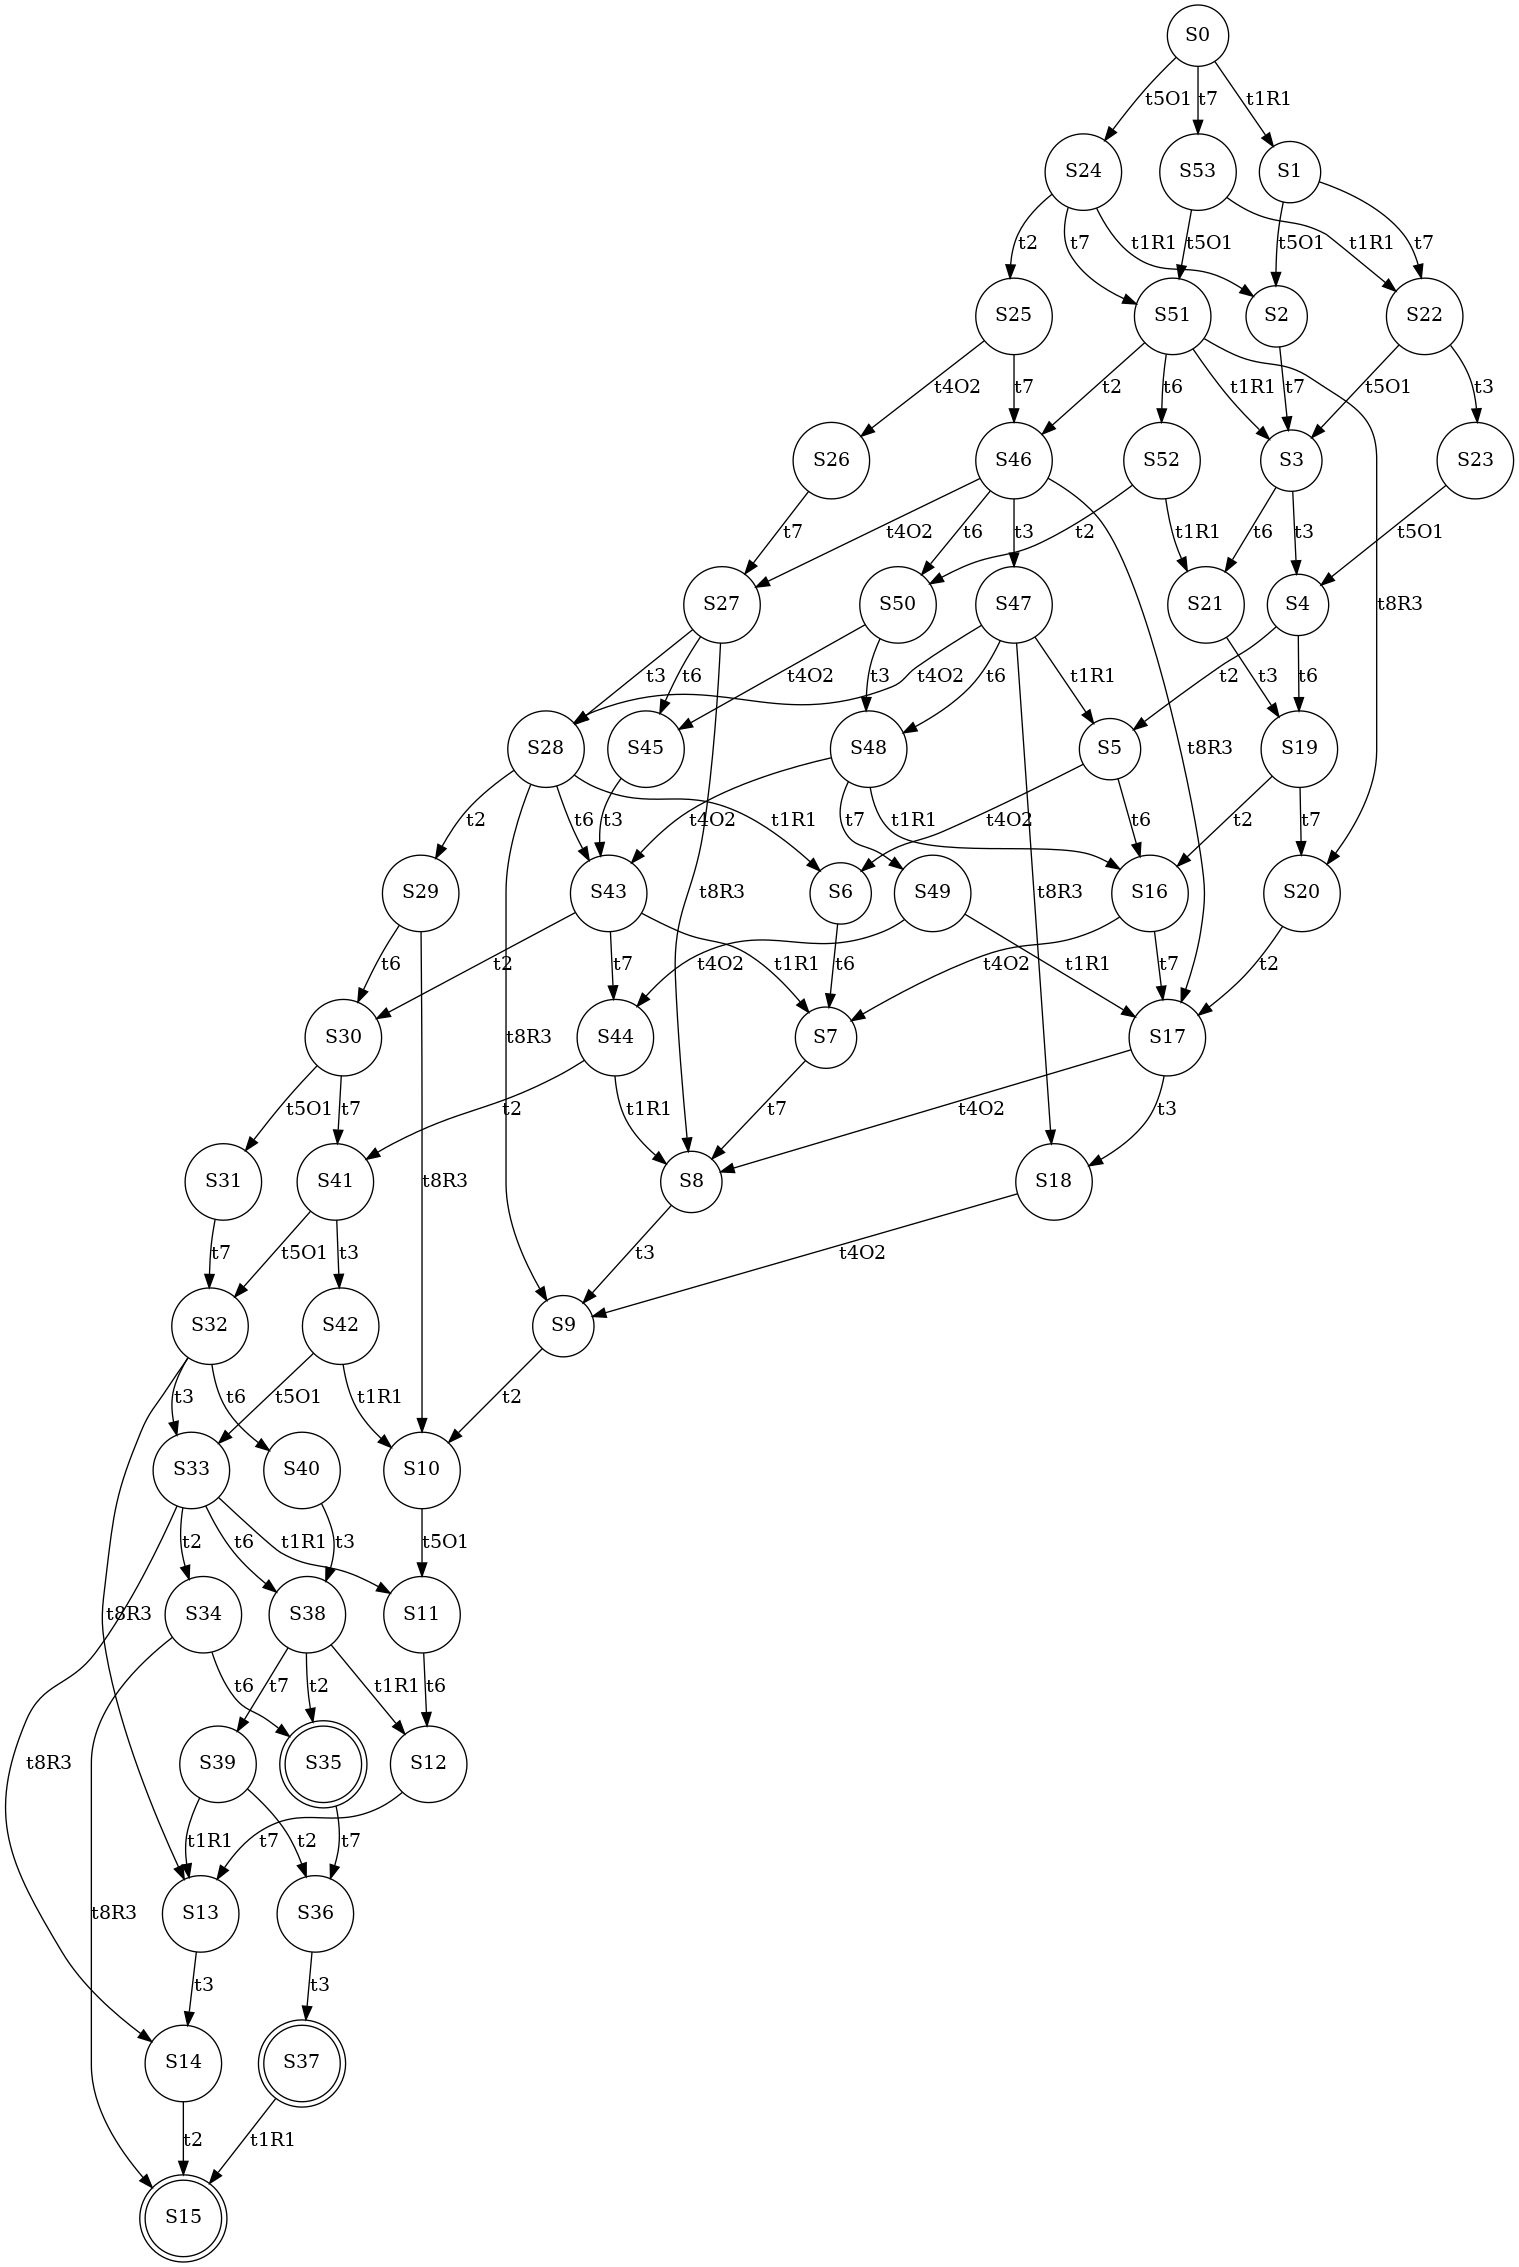 S0
t5O1 t7 t1R1
S24 S53 S1
t2 t7 t1R1 t5O1 t1R1 t5O1 t7
S25 S51 S2 S22
t4O2 t7 t2 t6 t1R1 t7 t5O1 t3
S26 S46 S52 S3 S23
t7 t4O2 t6 t3 t2 t1R1 t6 t3 t5O1
S27 S50 S47 S21 S4 t8R3
t3 t6 t4O2 t3 t4O2 t6 t1R1 t3 t2 t6
S28 S45 S48 S5 t8R3 S19
t2 t6 t3 t1R1 t4O2 t7 t1R1 t4O2 t6 t2 t7
S29 S43 t8R3 S6 S49 t8R3 S16 S20
t6 t2 t7 t1R1 t4O2 t6 t4O2 t1R1 t7 t2
S30 t8R3 S44 S7 S17
t5O1 t7 t2 t1R1 t7 t4O2 t3
S31 S41 t8R3 S8 S18
t7 t5O1 t3 t3 t4O2
S32 S42 S9
t3 t6 t5O1 t1R1 t2
S33 S40 S10
t2 t6 t1R1 t3 t5O1
t8R3 S34 S38 S11
t6 t7 t2 t1R1 t6
t8R3 S39 S35 S12
t1R1 t7 t2 t7
t8R3 S13 S36
t3 t3
S14 S37
t2 t1R1
S15